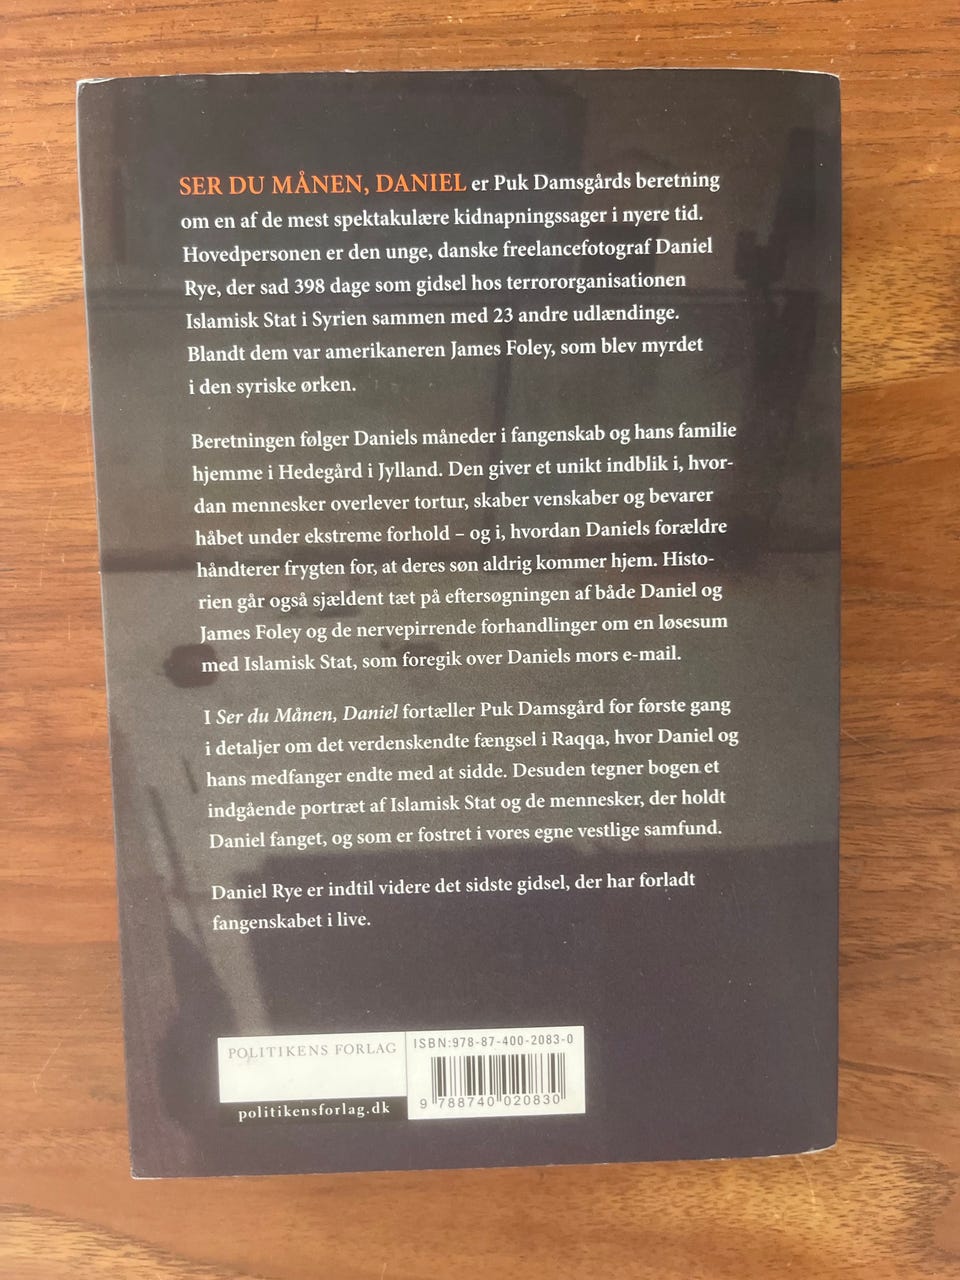 SER DU MÅNEN, DANIEL er Puk Damsgårds beretning
om en af de mest spektakulære kidnapningssager i nyere tid.
Hovedpersonen er den unge, danske freelancefotograf Daniel
Rye, der sad 398 dage som gidsel hos terrororganisationen
Islamisk Stat i Syrien sammen med 23 andre udlændinge.
Blandt dem var amerikaneren James Foley, som blev myrdet
i den syriske ørken.
Beretningen følger Daniels måneder i fangenskab og hans familie
hjemme i Hedegård i Jylland. Den giver et unikt indblik i, hvor-
dan mennesker overlever tortur, skaber venskaber og bevarer
håbet under ekstreme forhold – og i, hvordan Daniels forældre
håndterer frygten for, at deres søn aldrig kommer hjem. Histo-
rien går også sjældent tæt på eftersøgningen af både Daniel og
James Foley og de nervepirrende forhandlinger om en løsesum
med Islamisk Stat, som foregik over Daniels mors e-mail.
I Ser du Månen, Daniel fortæller Puk Damsgård for første gang
i detaljer om det verdenskendte fængsel i Raqqa, hvor Daniel og
hans medfanger endte med at sidde. Desuden tegner bogen et
indgående portræt af Islamisk Stat og de mennesker, der holdt
Daniel fanget, og som er fostret i vores egne vestlige samfund.
Daniel Rye er indtil videre det sidste gidsel, der har forladt
fangenskabet i live.
POLITIKENS FORLAG
politikensforlag.dk
ISBN:978-87-400-2083-0
9 788740 020830